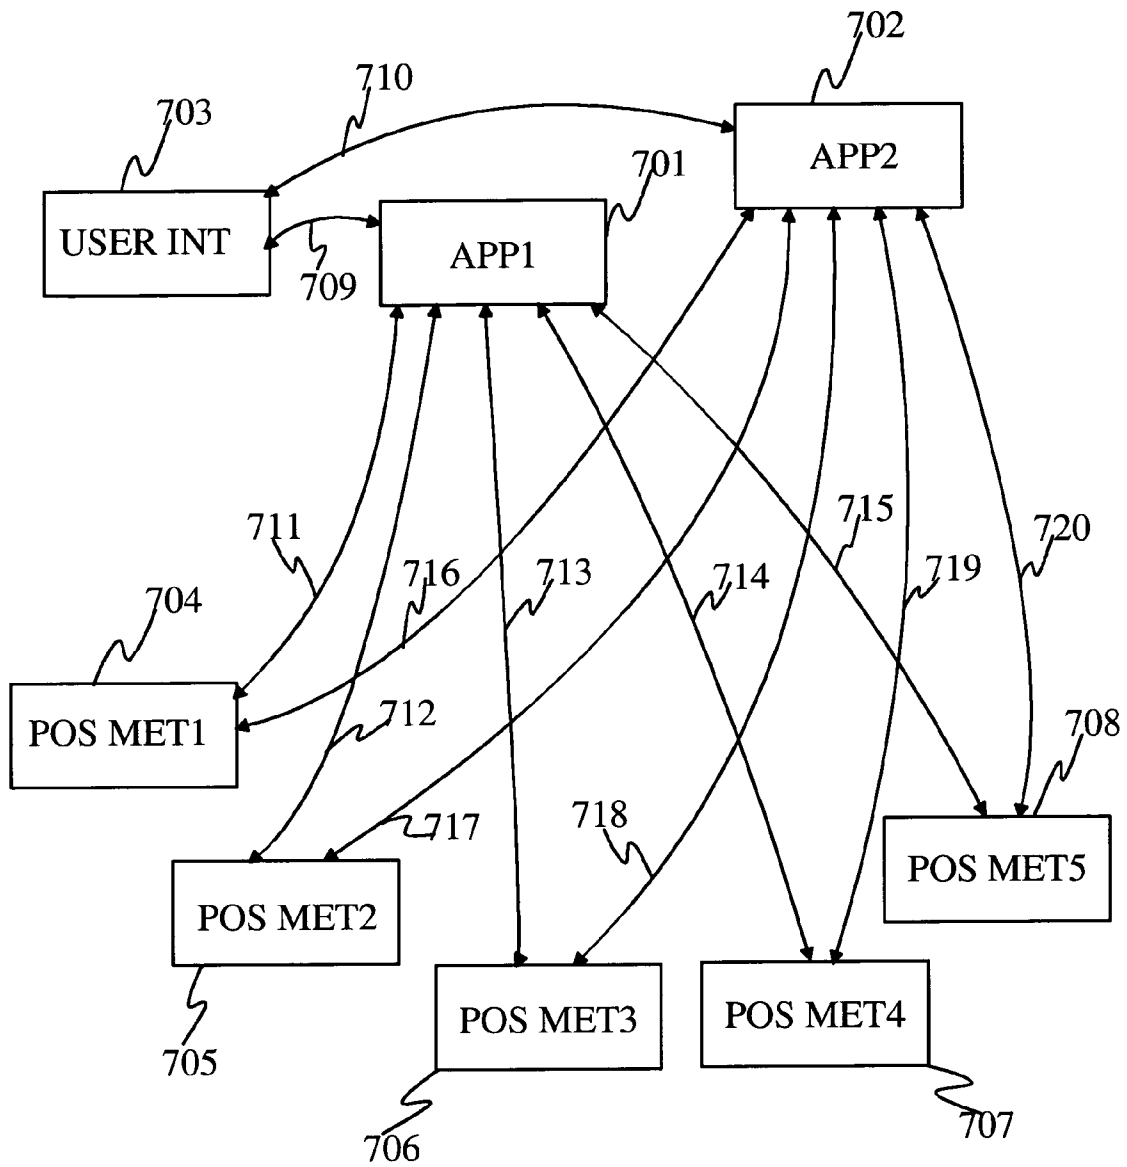 702
710
703
APP2
701
USER INT
APP1
709
711
715
720
716
713
714
719
704
712
POS MET1
708
717
718
POS MET5
POS MET2
POS MET3
POS MET4
705
707
706